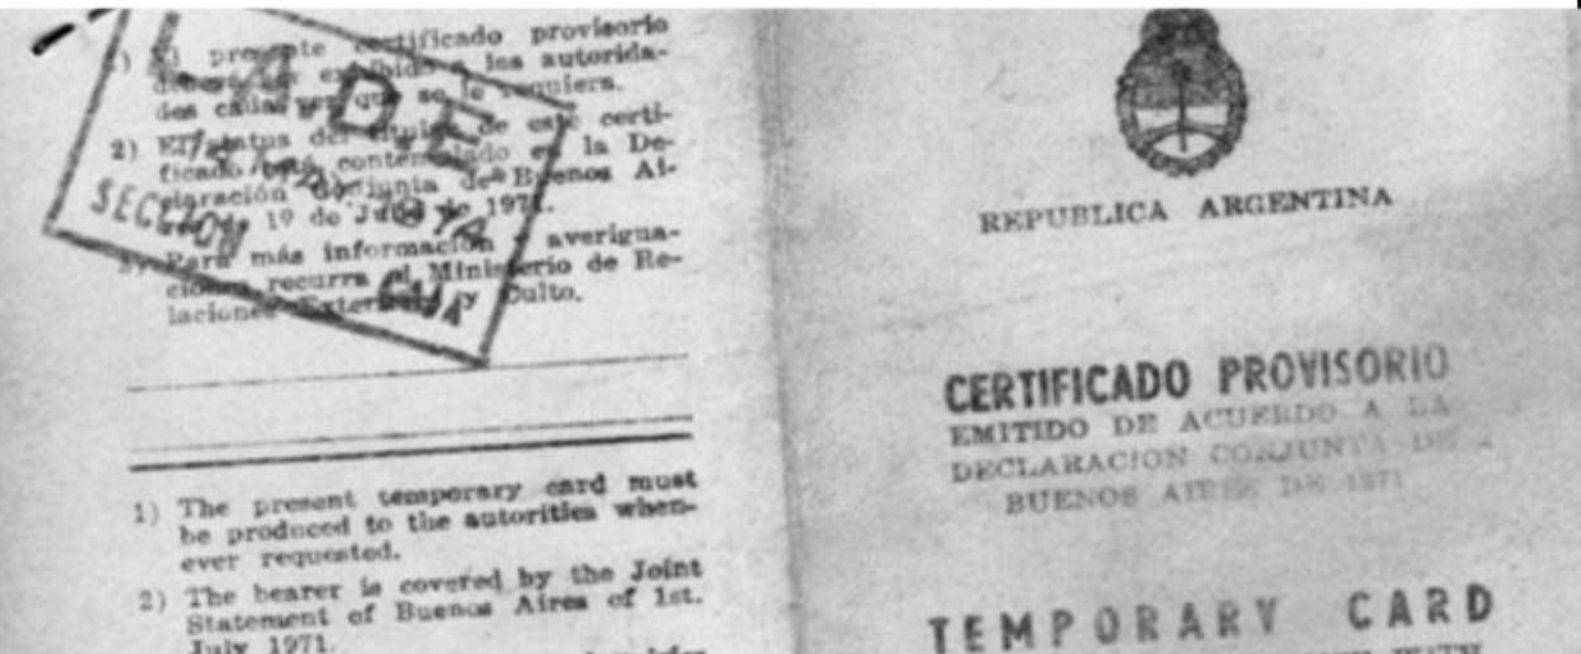 1) El presente certificado provisorio
deberá ser exhibido a las autorida-
des cada vez que se le requiera.
2) El status del titular de este certi-
ficado está contemplado en la De-
claración Conjunta de Buenos Ai-
19 de Julio de 1971.
3) Para más información y averigua-
ciones recurra al Ministerio de Re-
laciones Exteriores y Culto.
L.A.D.E.
SECCION
1) The present temporary card must
be produced to the autorities when-
ever requested.
2) The bearer is covered by the Joint
Statement of Buenos Aires of 1st.
July 1971.
REPUBLICA ARGENTINA
CERTIFICADO PROVISORIO
EMITIDO DE ACUERDO A LA
DECLARACION CONJUNTA DE
BUENOS AIRES DE 1971
TEMPORARY CARD
WITH